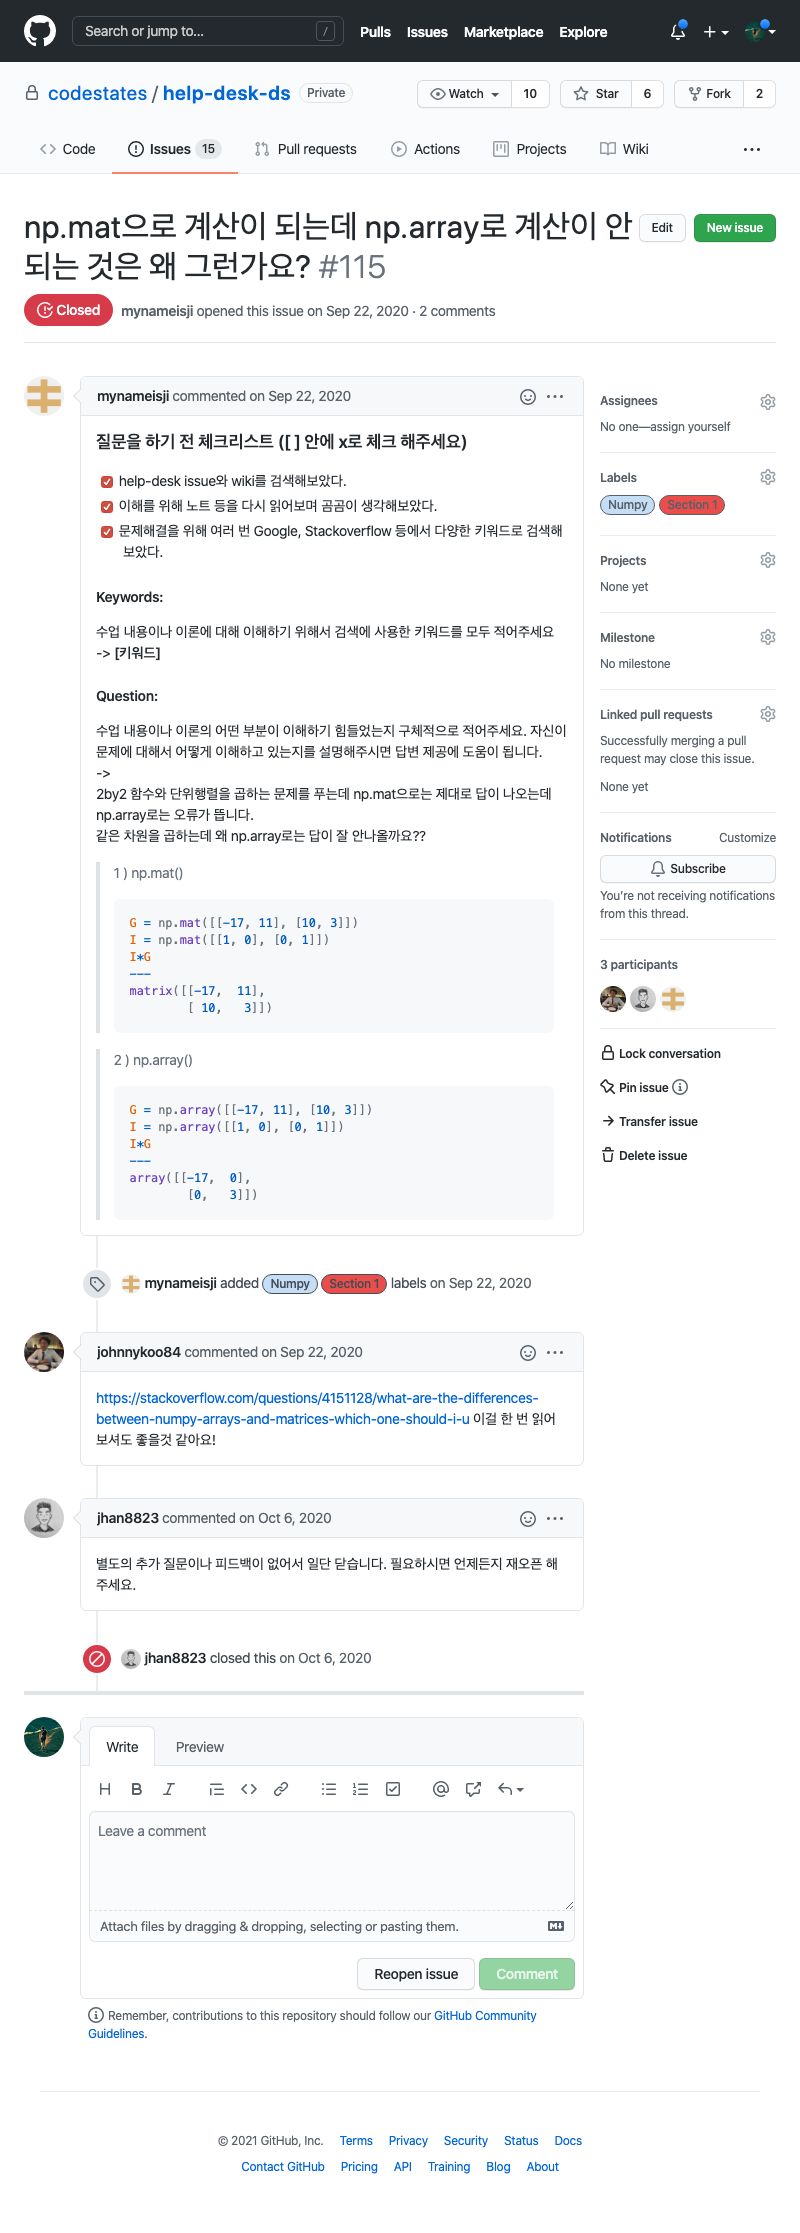 Search or jump to... /
Pulls Issues Marketplace Explore
codestates / help-desk-ds Private
Watch 10 Star 6 Fork 2
Code Issues 15 Pull requests Actions Projects Wiki ...
np.mat으로 계산이 되는데 np.array로 계산이 안
되는 것은 왜 그런가요? #115
Edit New issue
Closed mynameisji opened this issue on Sep 22, 2020 · 2 comments
mynameisji commented on Sep 22, 2020
질문을 하기 전 체크리스트 ([ ] 안에 x로 체크 해주세요)
help-desk issue와 wiki를 검색해보았다.
이해를 위해 노트 등을 다시 읽어보며 곰곰이 생각해보았다.
문제해결을 위해 여러 번 Google, Stackoverflow 등에서 다양한 키워드로 검색해
보았다.
Keywords:
수업 내용이나 이론에 대해 이해하기 위해서 검색에 사용한 키워드를 모두 적어주세요
-> [키워드]
Question:
수업 내용이나 이론의 어떤 부분이 이해하기 힘들었는지 구체적으로 적어주세요. 자신이
문제에 대해서 어떻게 이해하고 있는지를 설명해주시면 답변 제공에 도움이 됩니다.
->
2by2 함수와 단위행렬을 곱하는 문제를 푸는데 np.mat으로는 제대로 답이 나오는데
np.array로는 오류가 뜹니다.
같은 차원을 곱하는데 왜 np.array로는 답이 잘 안나올까요??
1 ) np.mat()
G = np.mat([[-17, 11], [10, 3]])
I = np.mat([[1, 0], [0, 1]])
I*G
---
matrix([[-17,  11],
        [ 10,   3]])
2 ) np.array()
G = np.array([[-17, 11], [10, 3]])
I = np.array([[1, 0], [0, 1]])
I*G
---
array([[-17,  0],
        [0,   3]])
mynameisji added Numpy Section 1 labels on Sep 22, 2020
johnnykoo84 commented on Sep 22, 2020
https://stackoverflow.com/questions/4151128/what-are-the-differences-
between-numpy-arrays-and-matrices-which-one-should-i-u 이걸 한 번 읽어
보셔도 좋을것 같아요!
jhan8823 commented on Oct 6, 2020
별도의 추가 질문이나 피드백이 없어서 일단 닫습니다. 필요하시면 언제든지 재오픈 해
주세요.
jhan8823 closed this on Oct 6, 2020
Write Preview
H B I
Leave a comment
Attach files by dragging & dropping, selecting or pasting them.
Reopen issue Comment
Remember, contributions to this repository should follow our GitHub Community
Guidelines.
Assignees
No one—assign yourself
Labels
Numpy Section 1
Projects
None yet
Milestone
No milestone
Linked pull requests
Successfully merging a pull
request may close this issue.
None yet
Notifications Customize
Subscribe
You're not receiving notifications
from this thread.
3 participants
Lock conversation
Pin issue
Transfer issue
Delete issue
© 2021 GitHub, Inc. Terms Privacy Security Status Docs
Contact GitHub Pricing API Training Blog About